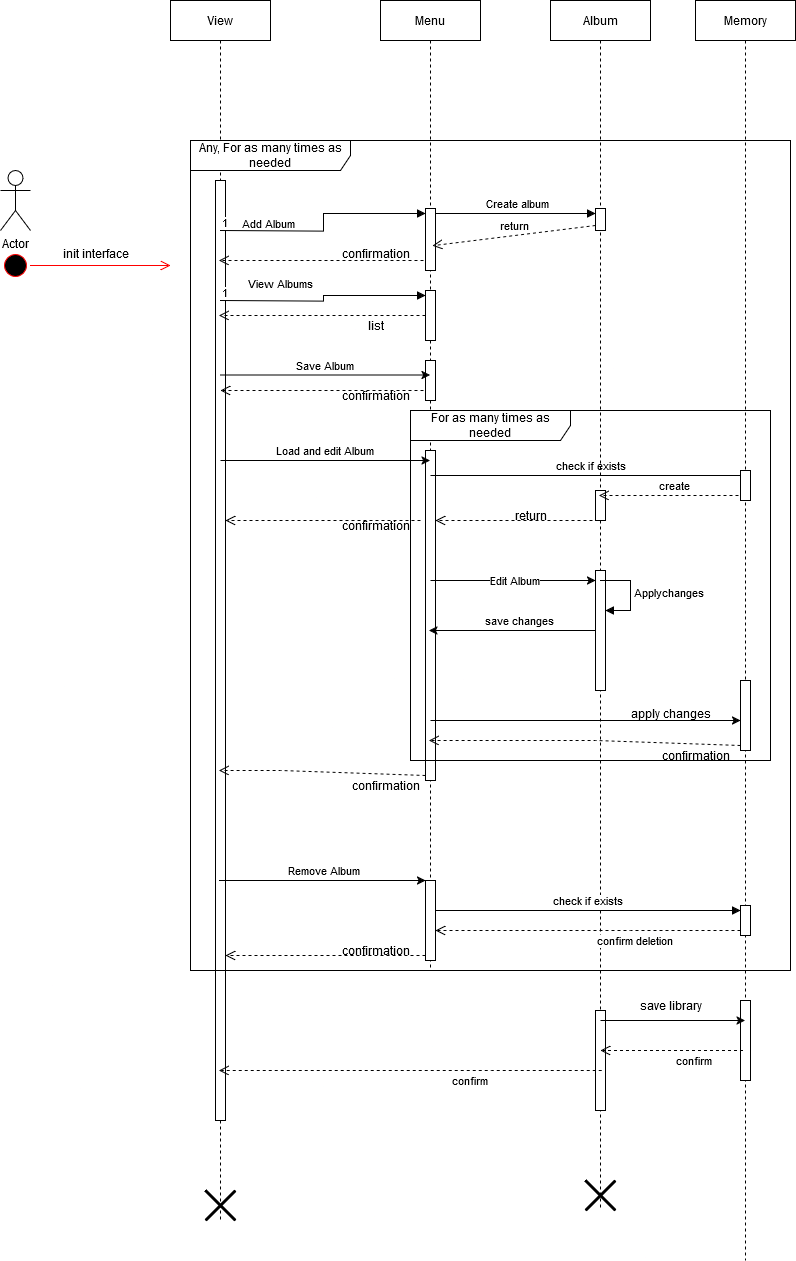 View
Menu
Album
Memory
Any, For as many times as
needed
Actor
init interface
1
Add Album
Create album
return
confirmation
1
View Albums
list
Save Album
confirmation
For as many times as
needed
Load and edit Album
check if exists
create
return
confirmation
Edit Album
Applychanges
save changes
apply changes
confirmation
confirmation
Remove Album
check if exists
confirm deletion
confirmation
save library
confirm
confirm